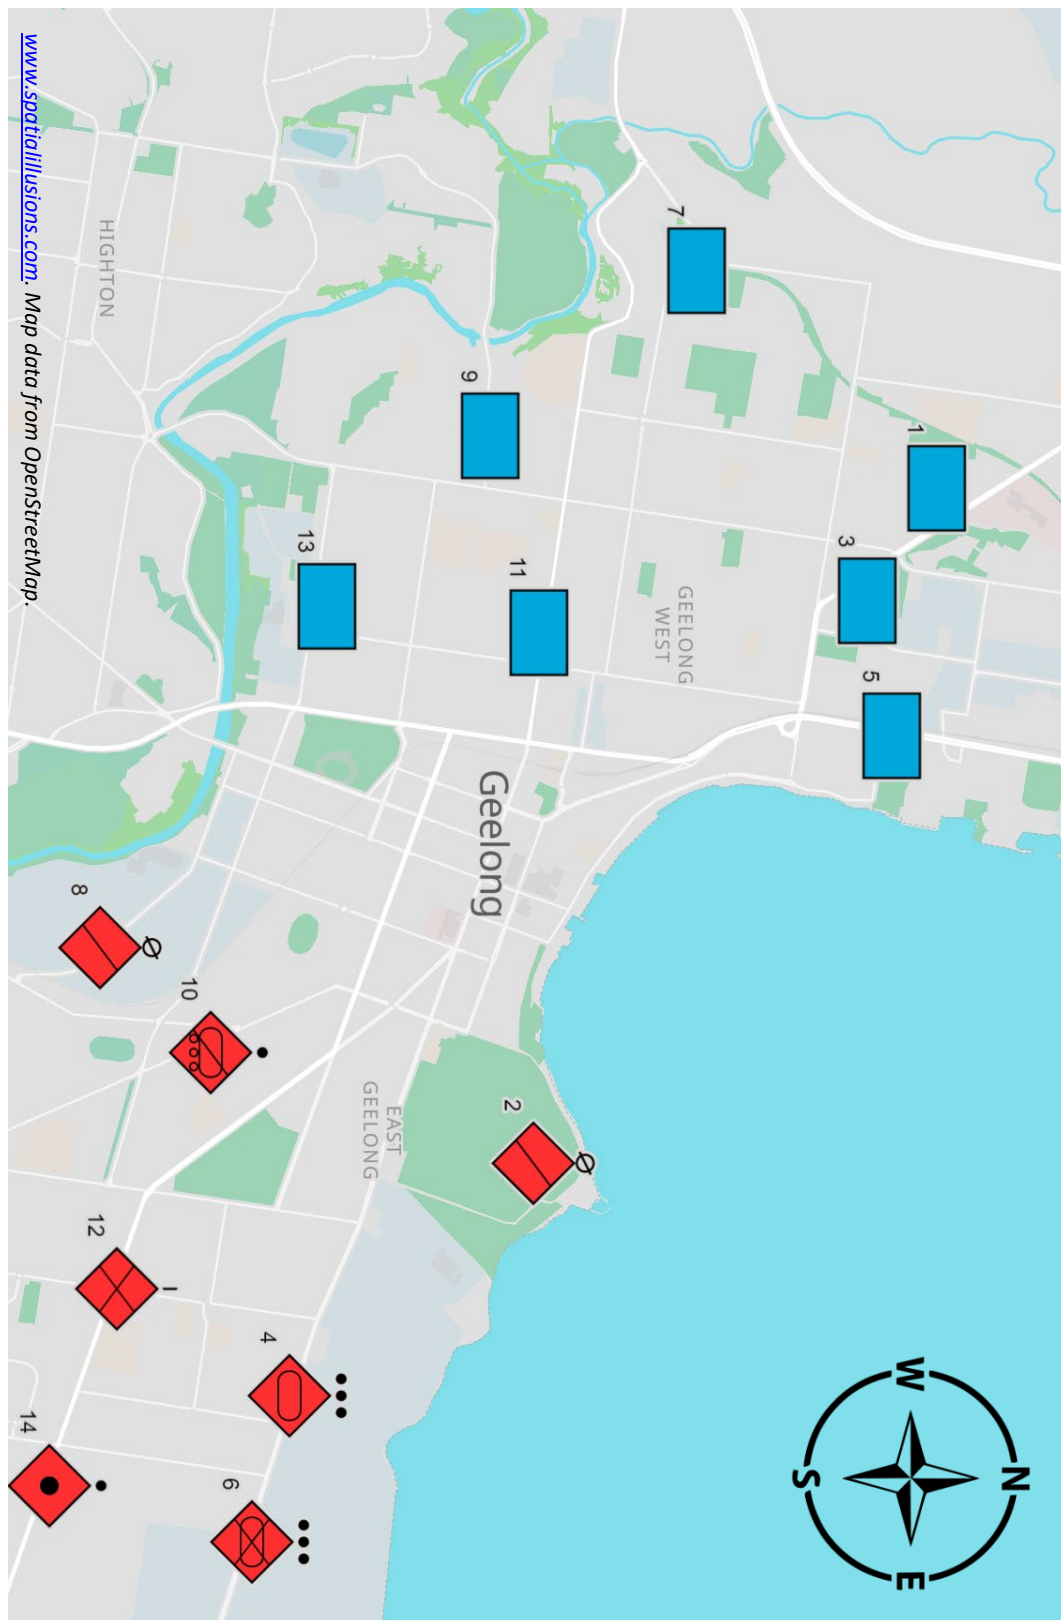 7
1
9
3
HIGHTON
13
11
5
GEELONG
WEST
Geelong
8
10
2
EAST
GEELONG
12
4
14
6
N
W
E
S
www.spatialillusions.com. Map data from OpenStreetMap.